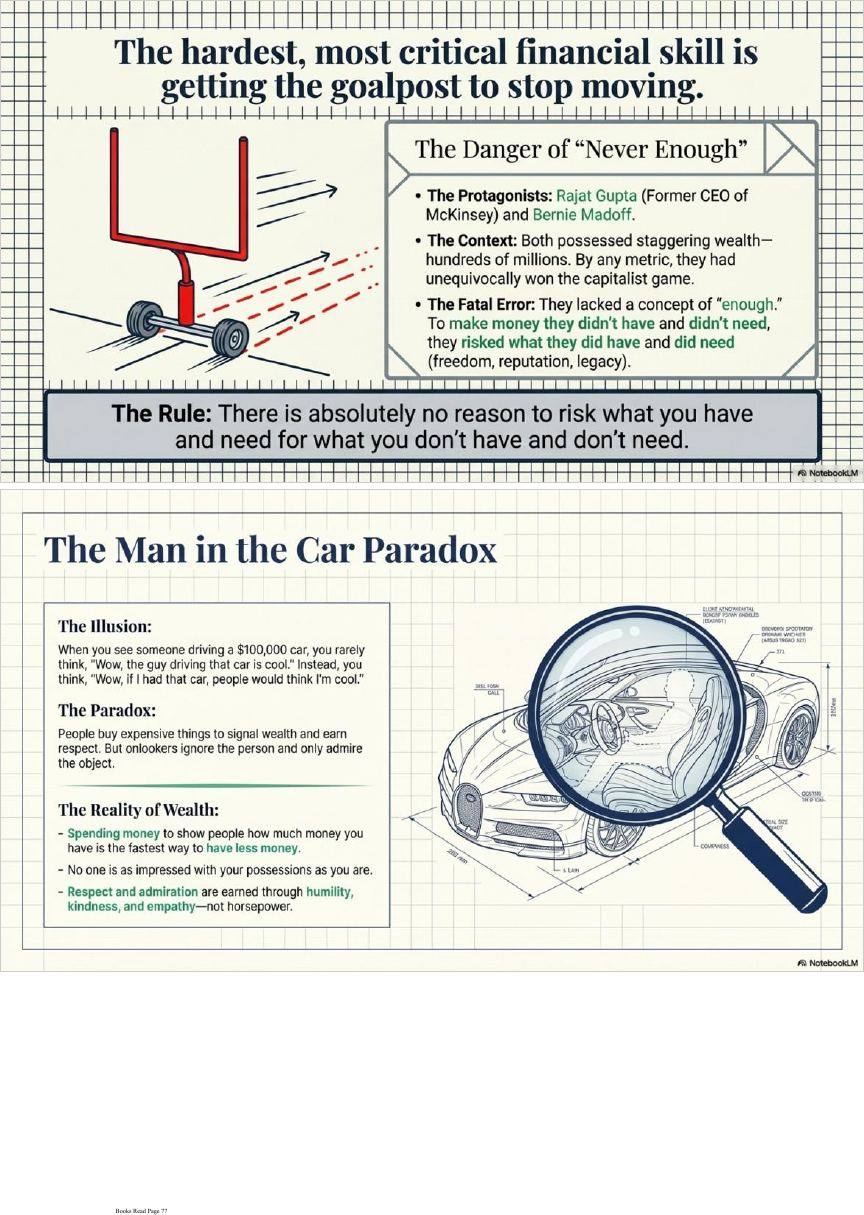 The hardest, most critical financial skill is
getting the goalpost to stop moving.
The Danger of “Never Enough”
• The Protagonists: Rajat Gupta (Former CEO of
McKinsey) and Bernie Madoff.
• The Context: Both possessed staggering wealth—
hundreds of millions. By any metric, they had
unequivocally won the capitalist game.
• The Fatal Error: They lacked a concept of “enough.”
To make money they didn’t have and didn’t need,
they risked what they did have and did need
(freedom, reputation, legacy).
The Rule: There is absolutely no reason to risk what you have
and need for what you don’t have and don’t need.
NotebookLM
The Man in the Car Paradox
The Illusion:
When you see someone driving a $100,000 car, you rarely
think, “Wow, the guy driving that car is cool.” Instead, you
think, “Wow, if I had that car, people would think I’m cool.”
The Paradox:
People buy expensive things to signal wealth and earn
respect. But onlookers ignore the person and only admire
the object.
The Reality of Wealth:
– Spending money to show people how much money you
have is the fastest way to have less money.
– No one is as impressed with your possessions as you are.
– Respect and admiration are earned through humility,
kindness, and empathy—not horsepower.
NotebookLM
Books Read Page 77